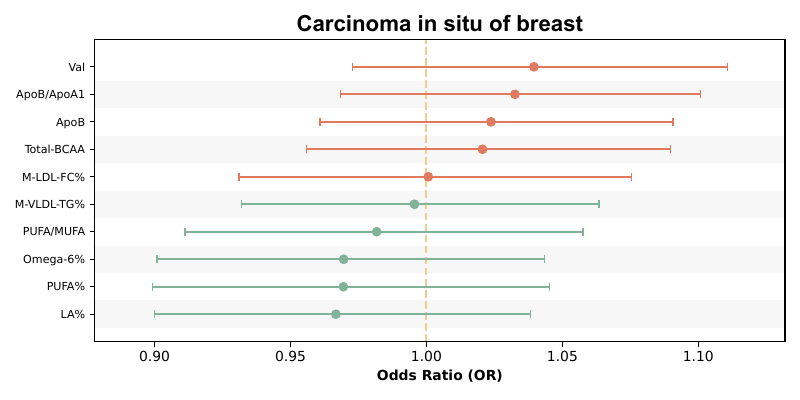 Carcinoma in situ of breast
Val
ApoB/ApoA1
ApoB
Total-BCAA
M-LDL-FC%
M-VLDL-TG%
PUFA/MUFA
Omega-6%
PUFA%
LA%
0.90 0.95 1.00 1.05 1.10
Odds Ratio (OR)